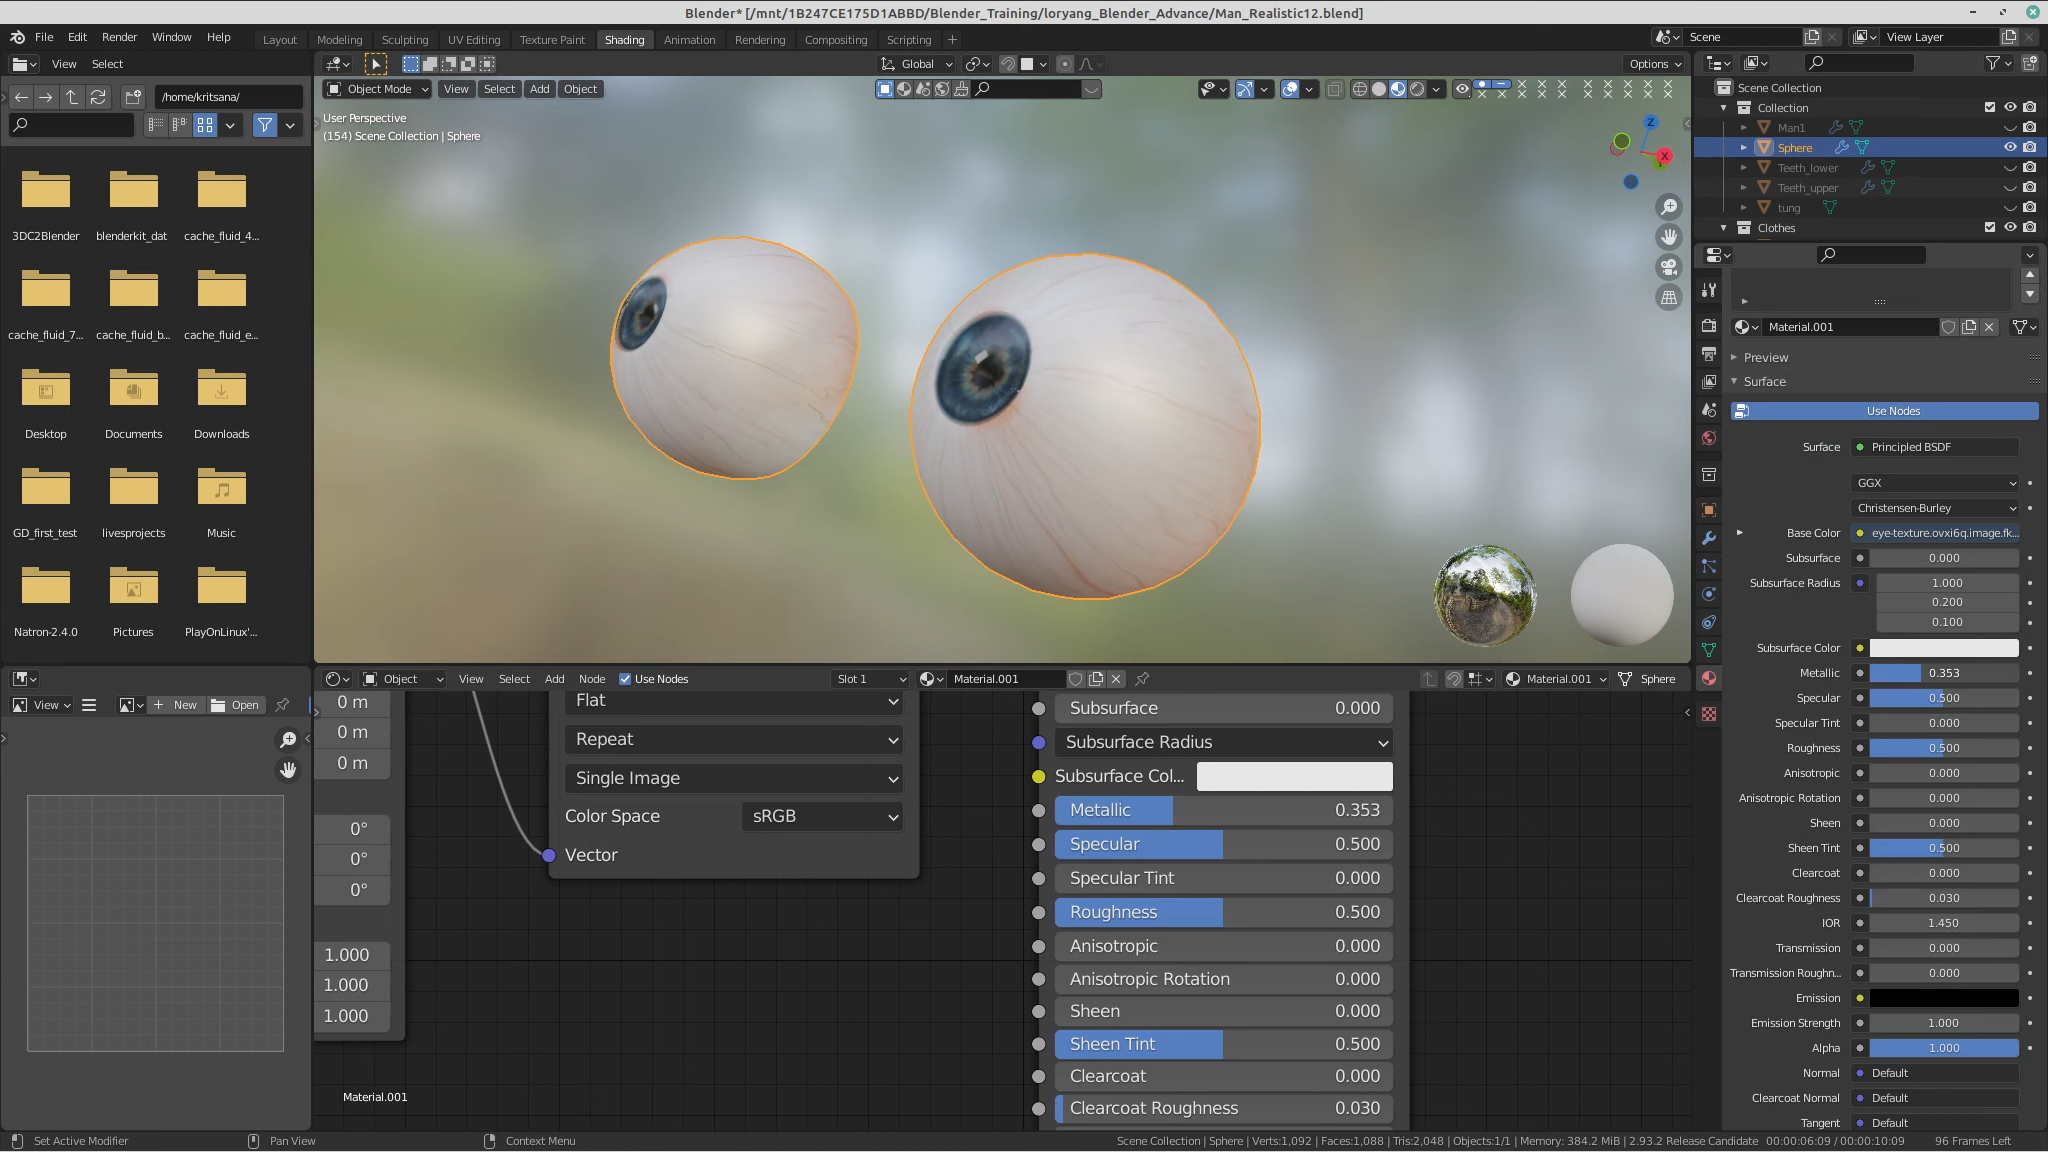 Blender* [/mnt/1B247CE175D1ABBD/Blender_Training/loryang_Blender_Advance/Man_Realistic12.blend]
File Edit Render Window Help
Layout Modeling Sculpting UV Editing Texture Paint Shading Animation Rendering Compositing Scripting +
Scene
View Layer
View Select
Global
Options
/home/kritsana/
Object Mode View Select Add Object
3DC2Blender blenderkit_dat cache_fluid_4...
cache_fluid_7... cache_fluid_b... cache_fluid_e...
Desktop Documents Downloads
GD_first_test livesprojects Music
Natron-2.4.0 Pictures PlayOnLinux'...
User Perspective
(154) Scene Collection | Sphere
Z
X
Y
Scene Collection
Collection
Man1
Sphere
Teeth_lower
Teeth_upper
tung
Clothes
Material.001
Preview
Surface
Use Nodes
Surface Principled BSDF
GGX
Christensen-Burley
Base Color eye-texture.ovxi6q.image.fk...
Subsurface 0.000
Subsurface Radius 1.000
0.200
0.100
Subsurface Color
Metallic 0.353
Specular 0.500
Specular Tint 0.000
Roughness 0.500
Anisotropic 0.000
Anisotropic Rotation 0.000
Sheen 0.000
Sheen Tint 0.500
Clearcoat 0.000
Clearcoat Roughness 0.030
IOR 1.450
Transmission 0.000
Transmission Roughn... 0.000
Emission
Emission Strength 1.000
Alpha 1.000
Normal Default
Clearcoat Normal Default
Tangent Default
View
New
Open
Object View Select Add Node Use Nodes
Slot 1
Material.001
Material.001
Sphere
0 m
0 m
0 m
0°
0°
0°
1.000
1.000
1.000
Flat
Repeat
Single Image
Color Space sRGB
Vector
Subsurface 0.000
Subsurface Radius
Subsurface Col...
Metallic 0.353
Specular 0.500
Specular Tint 0.000
Roughness 0.500
Anisotropic 0.000
Anisotropic Rotation 0.000
Sheen 0.000
Sheen Tint 0.500
Clearcoat 0.000
Clearcoat Roughness 0.030
Material.001
Set Active Modifier
Pan View
Context Menu
Scene Collection | Sphere | Verts:1,092 | Faces:1,088 | Tris:2,048 | Objects:1/1 | Memory: 384.2 MiB | 2.93.2 Release Candidate 00:00:06:09 / 00:00:10:09 96 Frames Left